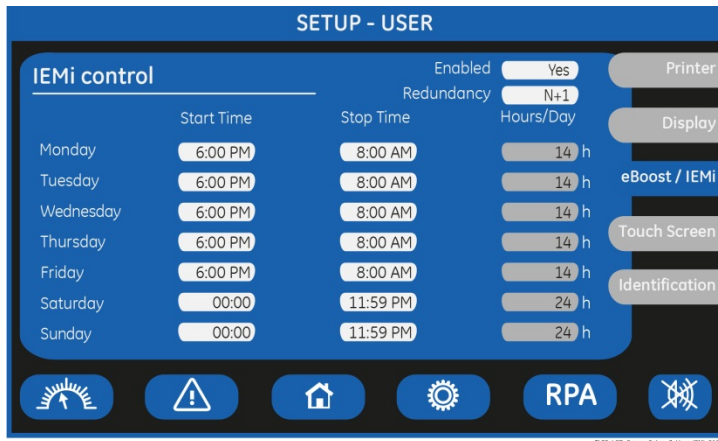 SETUP - USER
IEMi control
Enabled Yes
Redundancy N+1
Start Time Stop Time Hours/Day
Monday 6:00 PM 8:00 AM 14 h
Tuesday 6:00 PM 8:00 AM 14 h
Wednesday 6:00 PM 8:00 AM 14 h
Thursday 6:00 PM 8:00 AM 14 h
Friday 6:00 PM 8:00 AM 14 h
Saturday 00:00 11:59 PM 24 h
Sunday 00:00 11:59 PM 24 h
Printer
Display
eBoost / IEMi
Touch Screen
Identification
RPA